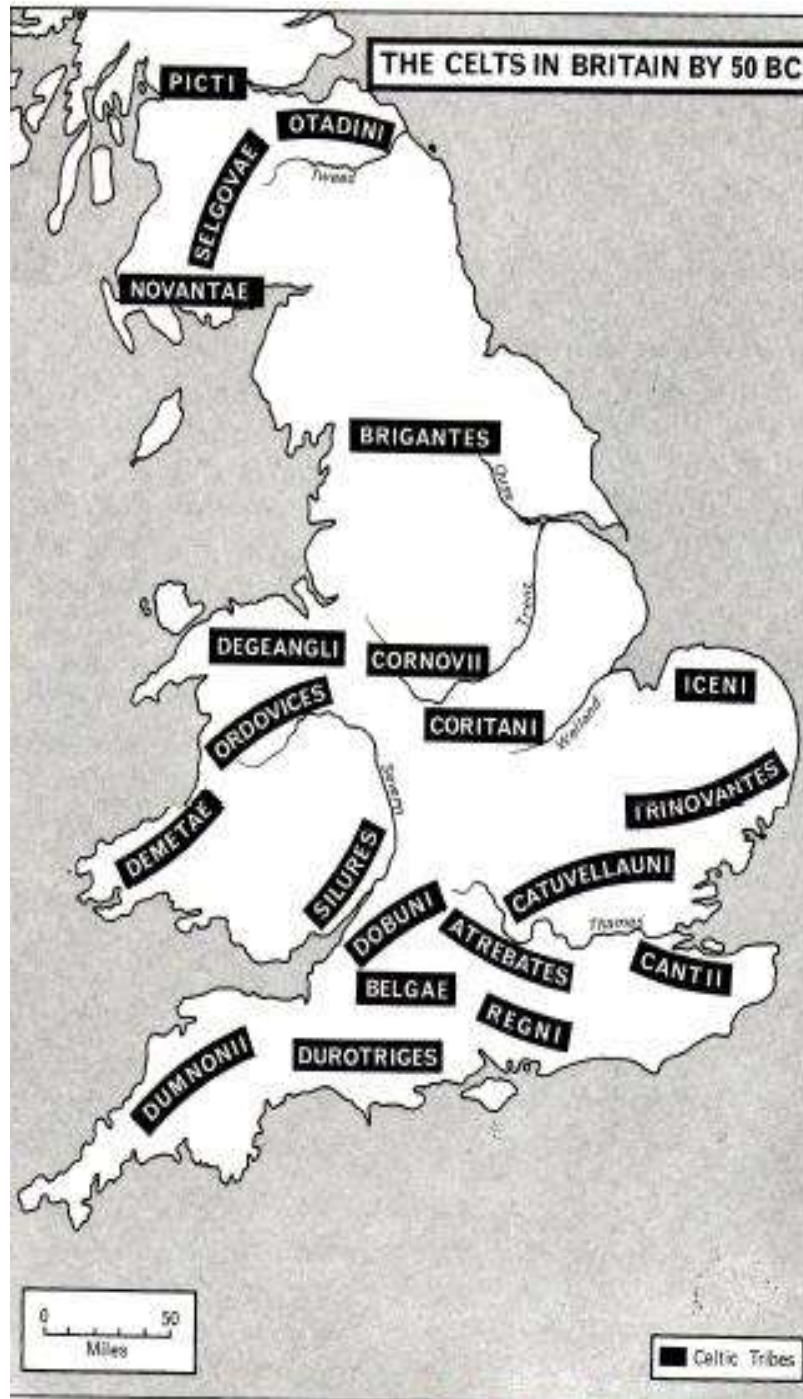 THE CELTS IN BRITAIN BY 50 BC
PICTI
OTADINI
Tweed
SELGOVAE
NOVANTAE
BRIGANTES
Ouse
Trent
DEGEANGLI
CORNOVII
ICENI
ORDOVICES
CORITANI
Welland
Severn
TRINOVANTES
DEMETAE
SILURES
CATUVELLAUNI
DOBUNI
ATREBATES
Thames
CANTII
BELGAE
REGNI
DUROTRIGES
DUMNONII
0 50
Miles
Celtic Tribes